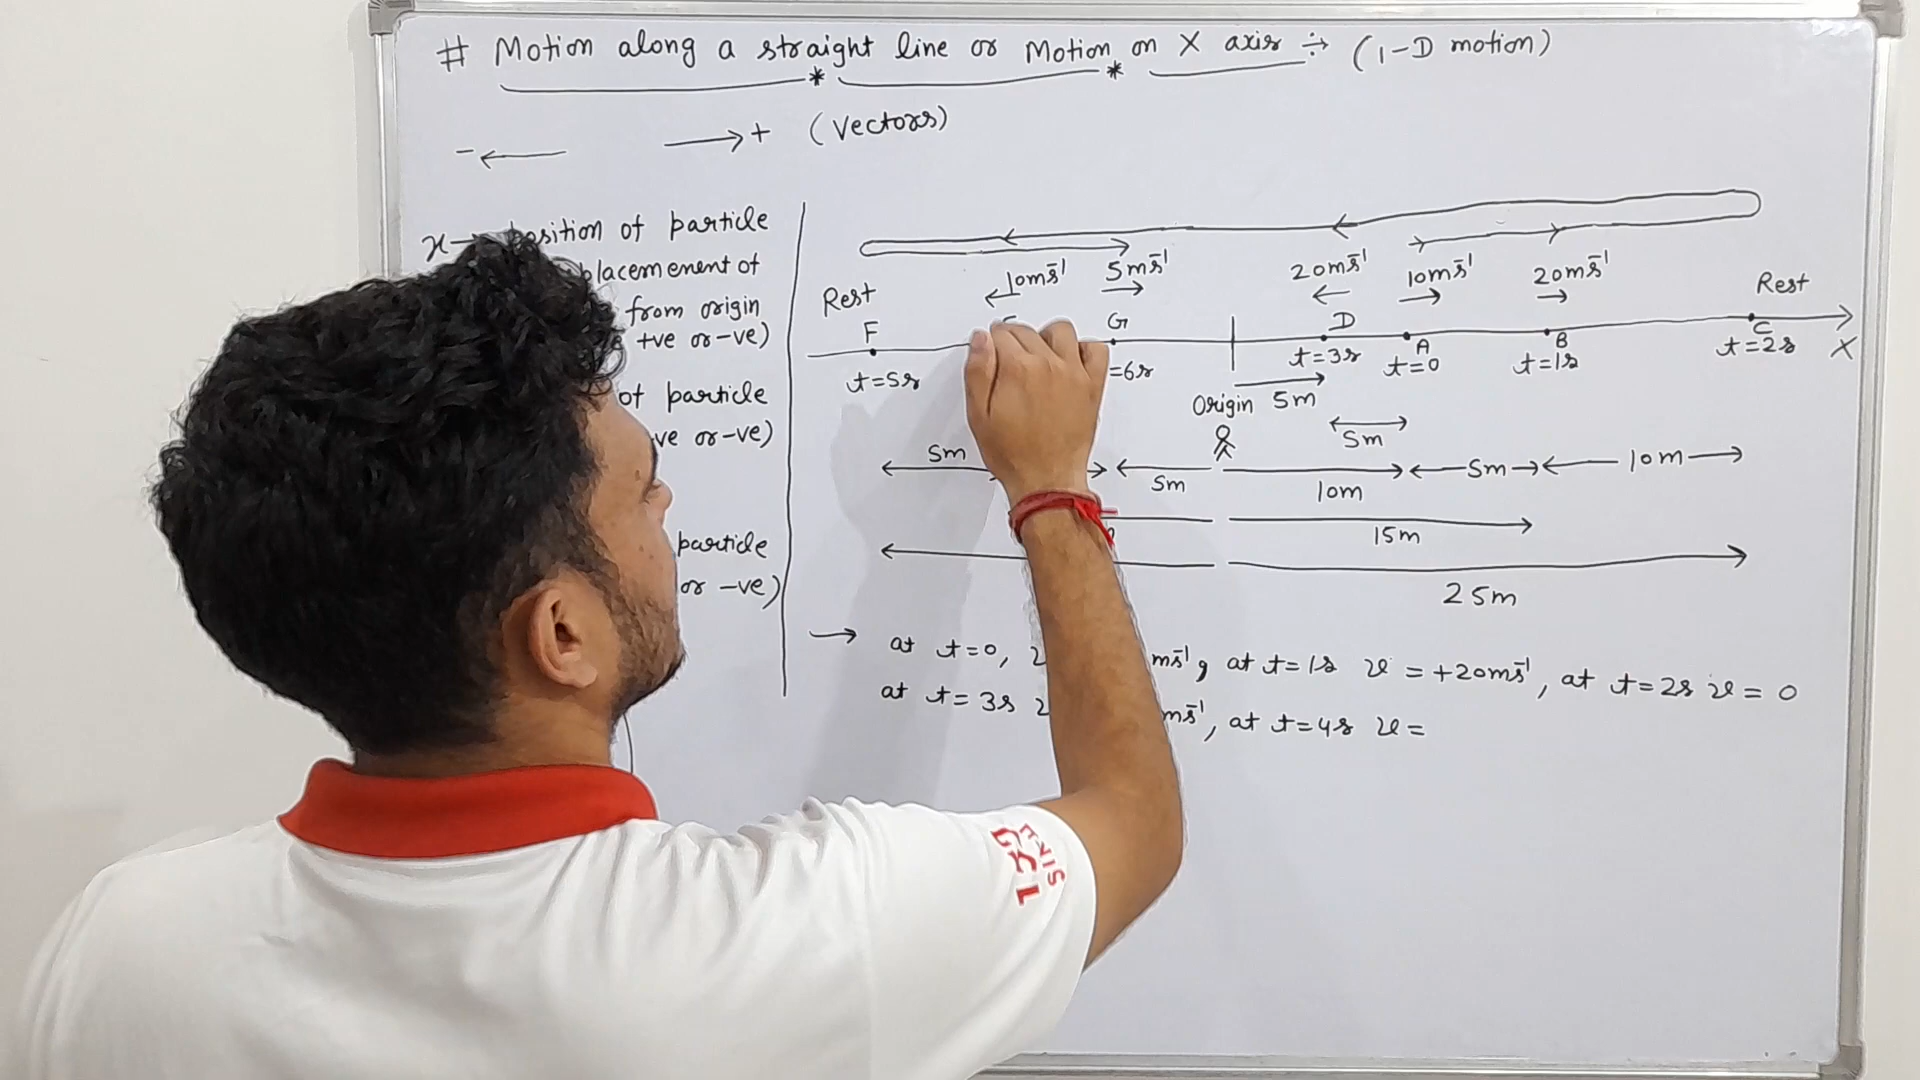 # Motion along a straight line or Motion on X axis ÷ (1-D motion)
- ← → + (Vectors)
x → position of particle
placement of
from origin
+ve or -ve)
of particle
ve or -ve)
particle
or -ve)
10ms⁻¹ 5ms⁻¹ 20ms⁻¹ 10ms⁻¹ 20ms⁻¹
Rest Rest
F G D A B C
t=5s =6s t=3s t=0 t=1s t=2s X
Origin 5m
5m
5m 5m 10m 5m 10m
15m
25m
→ at t=0, ms⁻¹, at t=1s v = +20ms⁻¹, at t=2s v = 0
at t=3s ms⁻¹, at t=4s v =